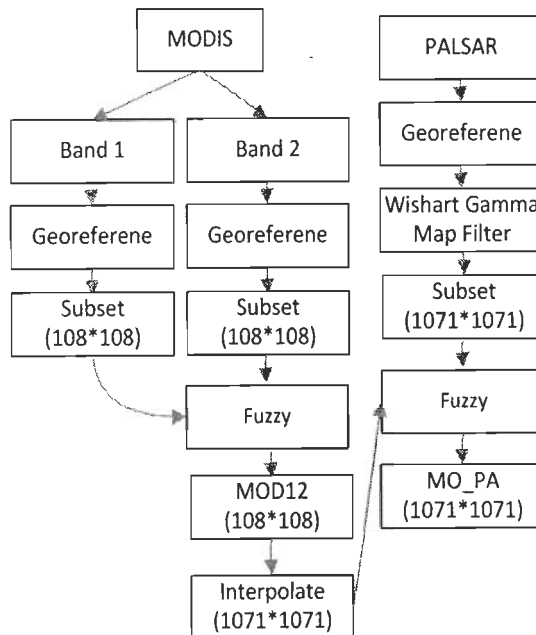 MODIS
Band 1
Band 2
Georeferene
Georeferene
Subset
(108*108)
Subset
(108*108)
Fuzzy
MOD12
(108*108)
Interpolate
(1071*1071)
PALSAR
Georeferene
Wishart Gamma
Map Filter
Subset
(1071*1071)
Fuzzy
MO_PA
(1071*1071)